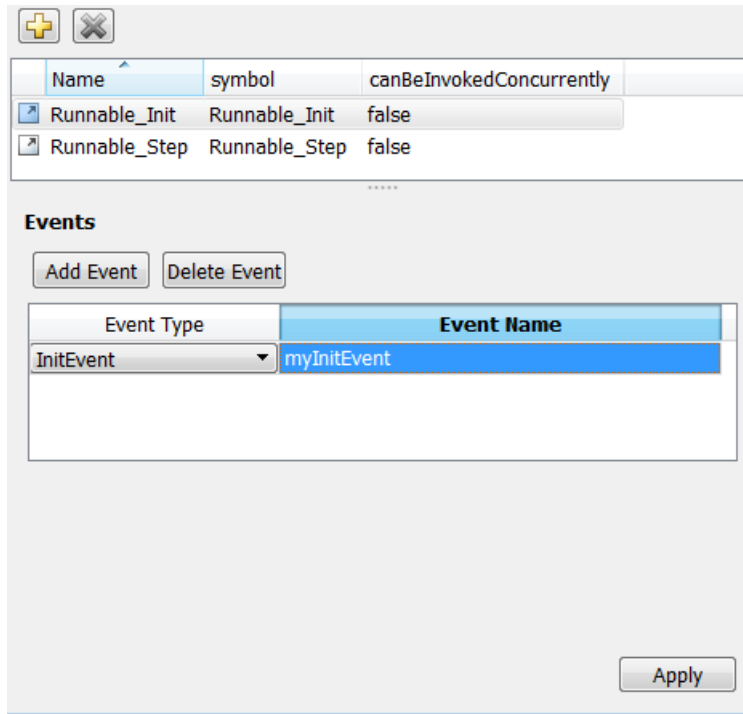 Name symbol canBeInvokedConcurrently
Runnable_Init Runnable_Init false
Runnable_Step Runnable_Step false
Events
Add Event Delete Event
Event Type Event Name
InitEvent myInitEvent
Apply